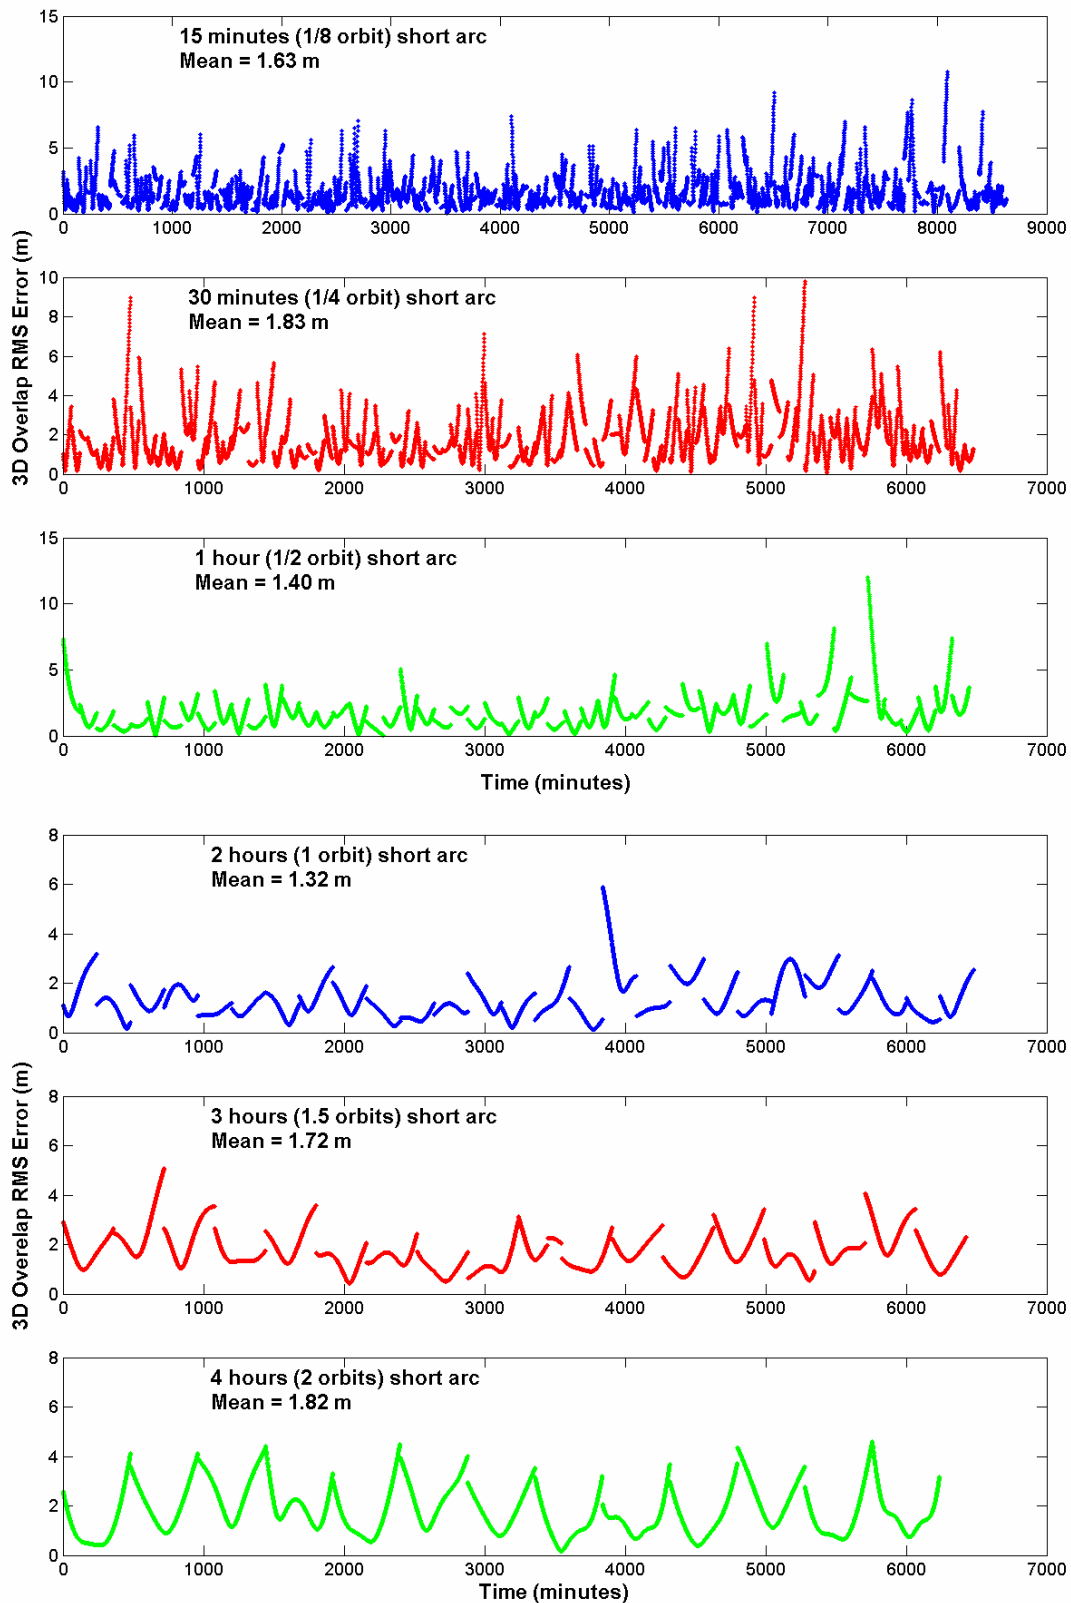 15 minutes (1/8 orbit) short arc
Mean = 1.63 m
15
10
5
0
0 1000 2000 3000 4000 5000 6000 7000 8000 9000
3D Overlap RMS Error (m)
30 minutes (1/4 orbit) short arc
Mean = 1.83 m
10
8
6
4
2
0
0 1000 2000 3000 4000 5000 6000 7000
1 hour (1/2 orbit) short arc
Mean = 1.40 m
15
10
5
0
0 1000 2000 3000 4000 5000 6000 7000
Time (minutes)
2 hours (1 orbit) short arc
Mean = 1.32 m
8
6
4
2
0
0 1000 2000 3000 4000 5000 6000 7000
3D Overelap RMS Error (m)
3 hours (1.5 orbits) short arc
Mean = 1.72 m
8
6
4
2
0
0 1000 2000 3000 4000 5000 6000 7000
4 hours (2 orbits) short arc
Mean = 1.82 m
8
6
4
2
0
0 1000 2000 3000 4000 5000 6000 7000
Time (minutes)